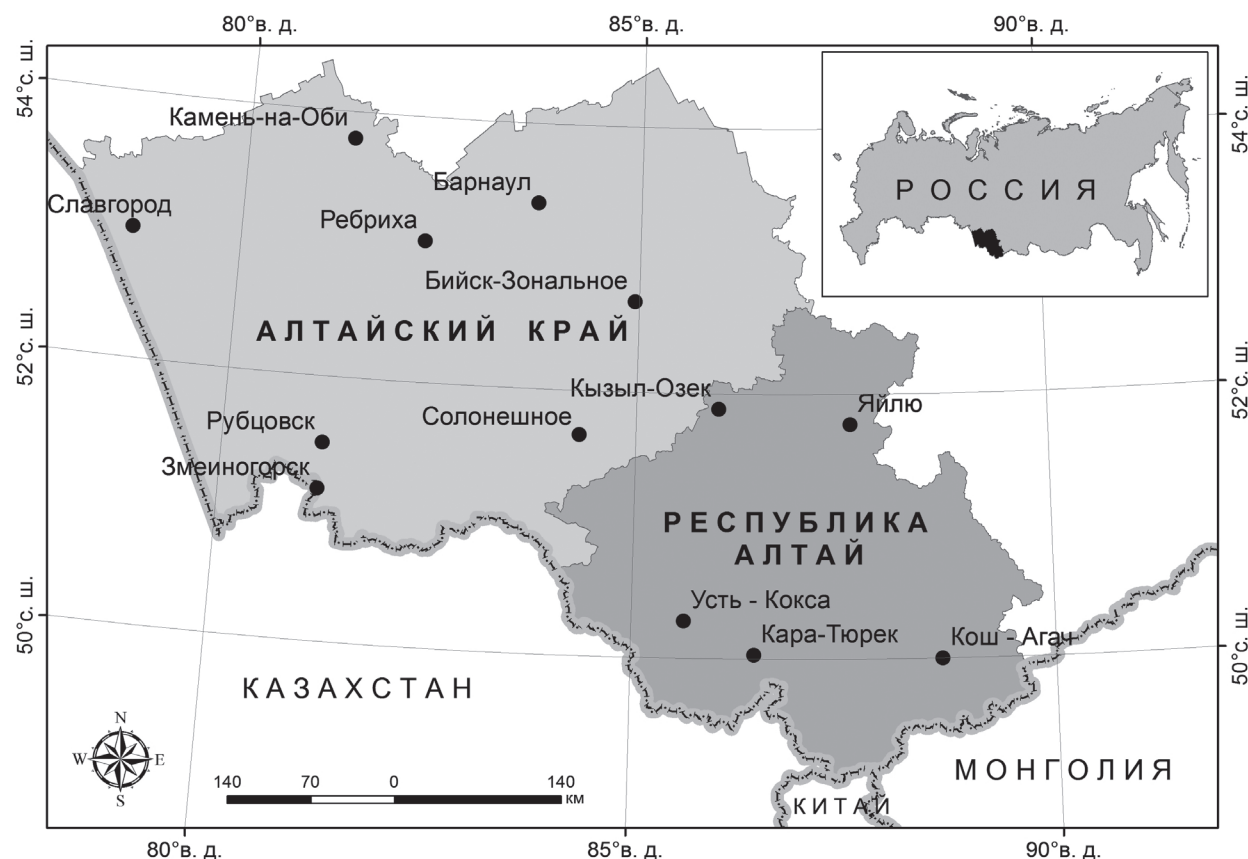 80°в. д.
85°в. д.
90°в. д.
54°с. ш.
54°с. ш.
Камень-на-Оби
Барнаул
РОССИЯ
Славгород
Ребриха
Бийск-Зональное
АЛТАЙСКИЙ КРАЙ
52°с. ш.
52°с. ш.
Кызыл-Озек
Яйлю
Рубцовск
Солонешное
Змеиногорск
РЕСПУБЛИКА
АЛТАЙ
50°с. ш.
50°с. ш.
Усть - Кокса
Кара-Тюрек
Кош - Агач
КАЗАХСТАН
N
W
E
S
140
70
0
140
км
МОНГОЛИЯ
КИТАЙ
80°в. д.
85°в. д.
90°в. д.